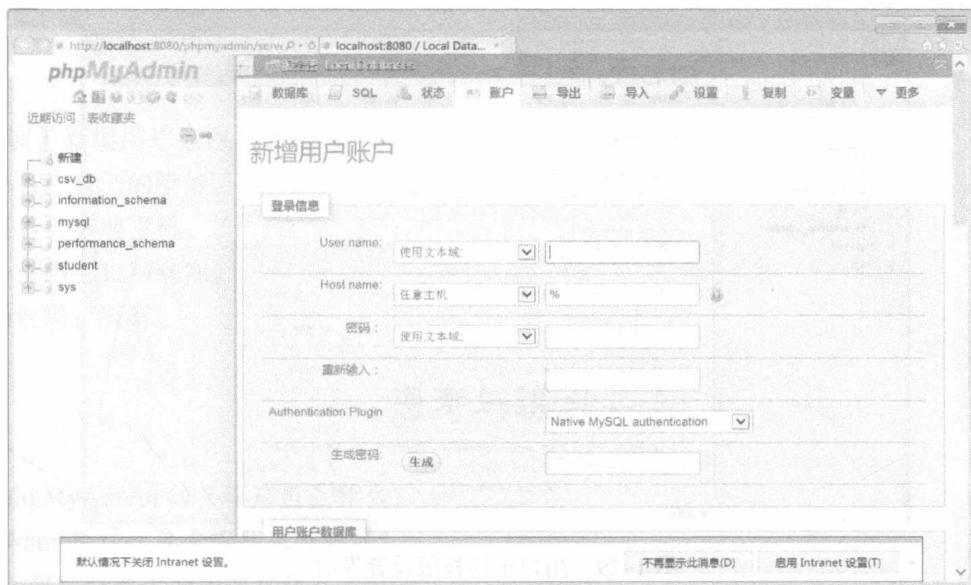 http://localhost:8080/phpmyadmin/serv
localhost:8080 / Local Data...
phpMyAdmin
近期访问 表收藏夹
新建
csv_db
information_schema
mysql
performance_schema
student
sys
Local Databases
数据库 SQL 状态 账户 导出 导入 设置 复制 变量 更多
新增用户账户
登录信息
User name: 使用文本域:
Host name: 任意主机 %
密码: 使用文本域:
重新输入:
Authentication Plugin Native MySQL authentication
生成密码: 生成
用户账户数据库
默认情况下关闭 Intranet 设置。 不再显示此消息(D) 启用 Intranet 设置(T)